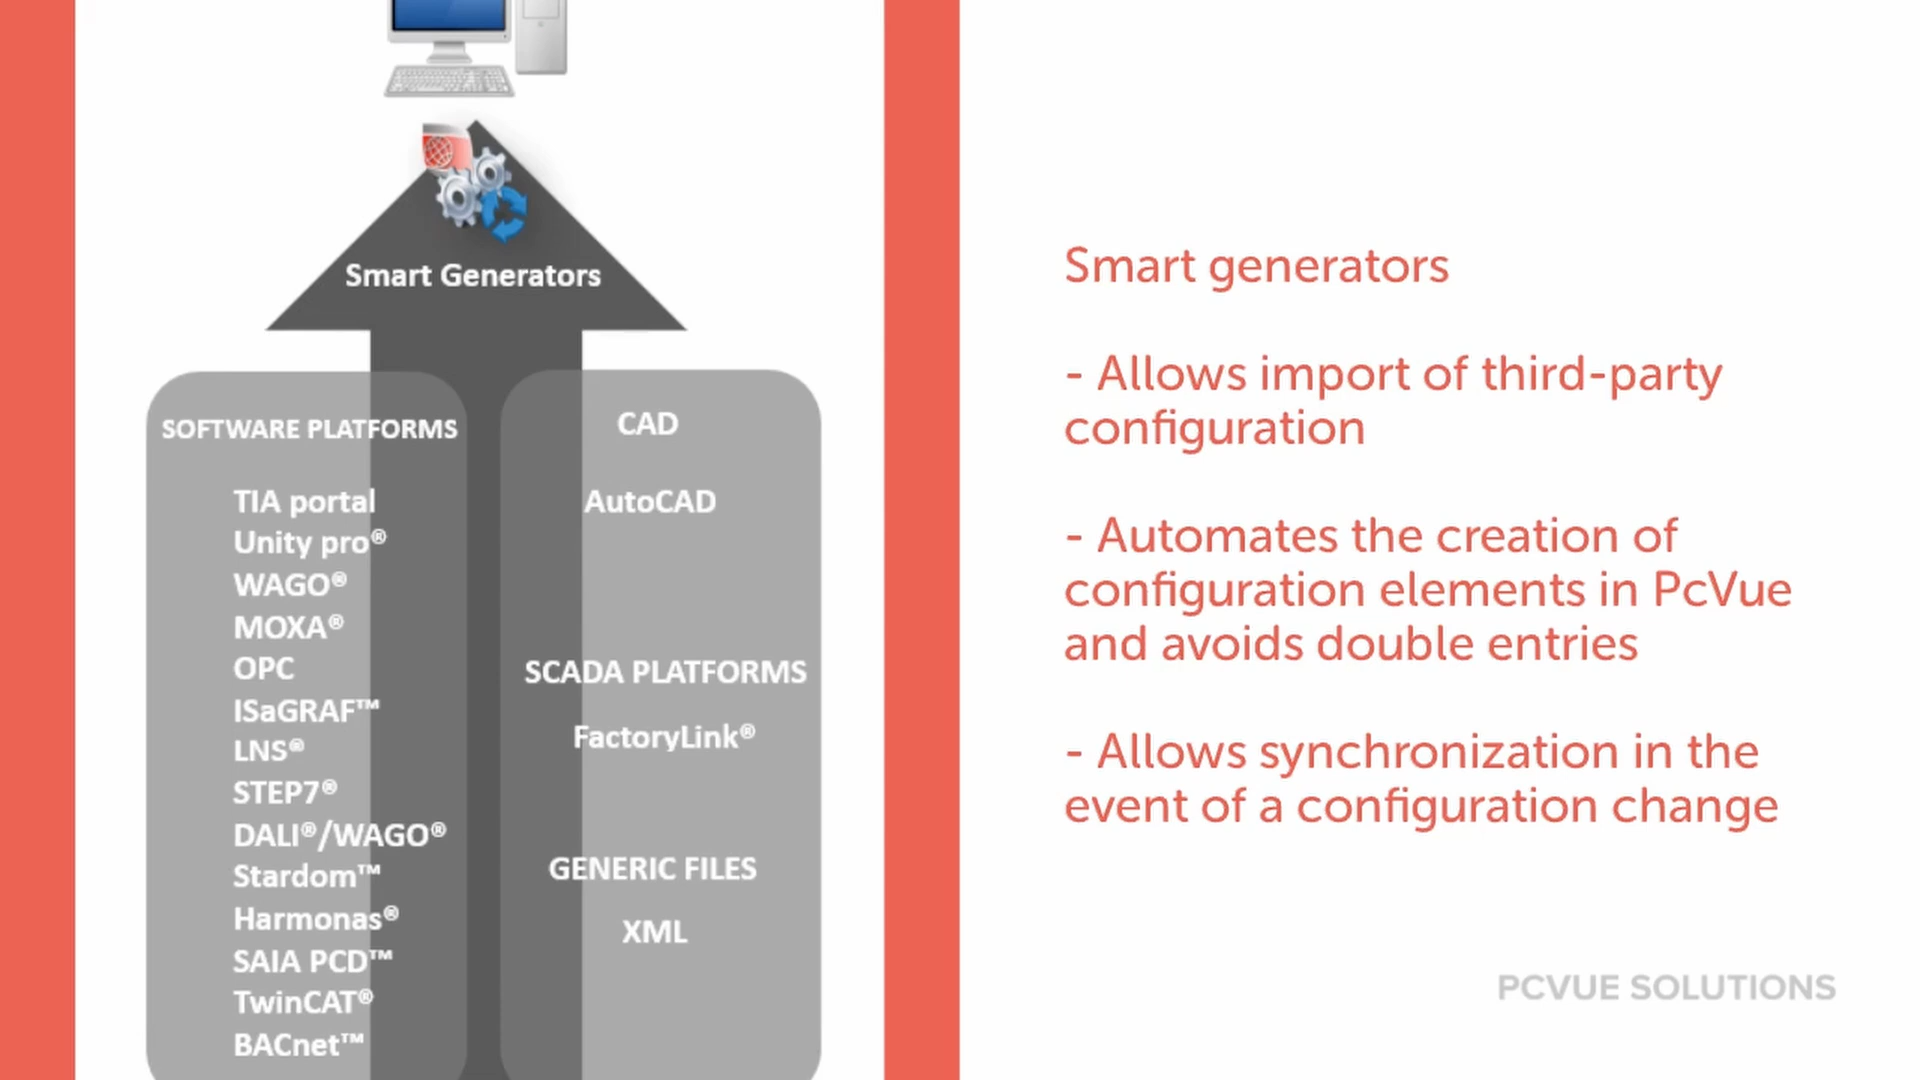 Smart Generators
SOFTWARE PLATFORMS
TIA portal
Unity pro®
WAGO®
MOXA®
OPC
ISaGRAF™
LNS®
STEP7®
DALI®/WAGO®
Stardom™
Harmonas®
SAIA PCD™
TwinCAT®
BACnet™
CAD
AutoCAD
SCADA PLATFORMS
FactoryLink®
GENERIC FILES
XML
Smart generators
- Allows import of third-party
configuration
- Automates the creation of
configuration elements in PcVue
and avoids double entries
- Allows synchronization in the
event of a configuration change
PCVUE SOLUTIONS